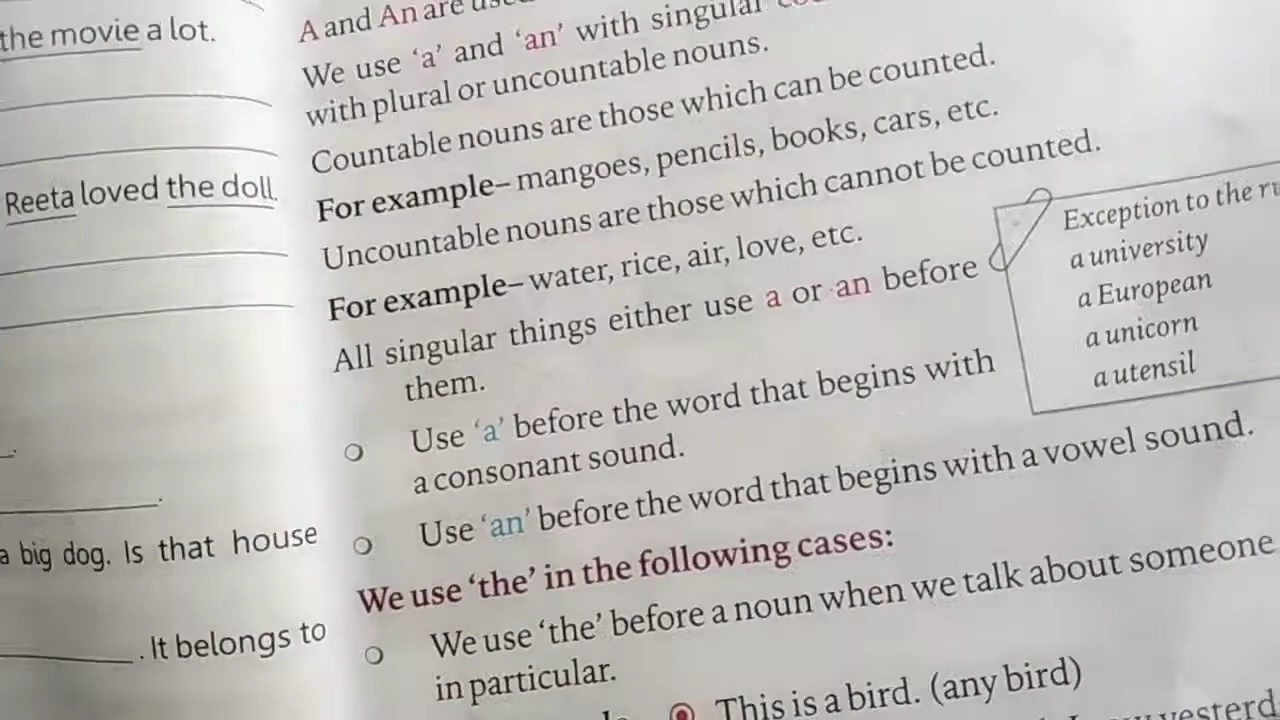 the movie a lot.
Reeta loved the doll.
.
a big dog. Is that house
. It belongs to
A and An are
We use ‘a’ and ‘an’ with singular
with plural or uncountable nouns.
Countable nouns are those which can be counted.
For example– mangoes, pencils, books, cars, etc.
Uncountable nouns are those which cannot be counted.
For example– water, rice, air, love, etc.
All singular things either use a or an before
them.
Use ‘a’ before the word that begins with
a consonant sound.
Use ‘an’ before the word that begins with a vowel sound.
Exception to the
a university
a European
a unicorn
a utensil
We use ‘the’ in the following cases:
We use ‘the’ before a noun when we talk about someone
in particular.
This is a bird. (any bird)